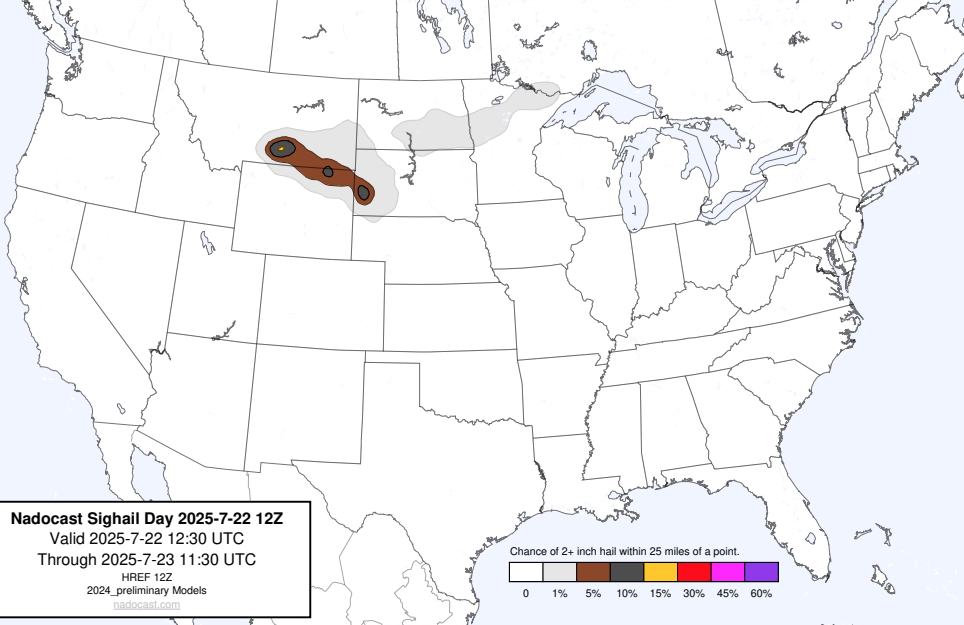 Nadocast Sighail Day 2025-7-22 12Z
Valid 2025-7-22 12:30 UTC
Through 2025-7-23 11:30 UTC
HREF 12Z
2024_preliminary Models
nadocast.com
Chance of 2+ inch hail within 25 miles of a point.
0 1% 5% 10% 15% 30% 45% 60%